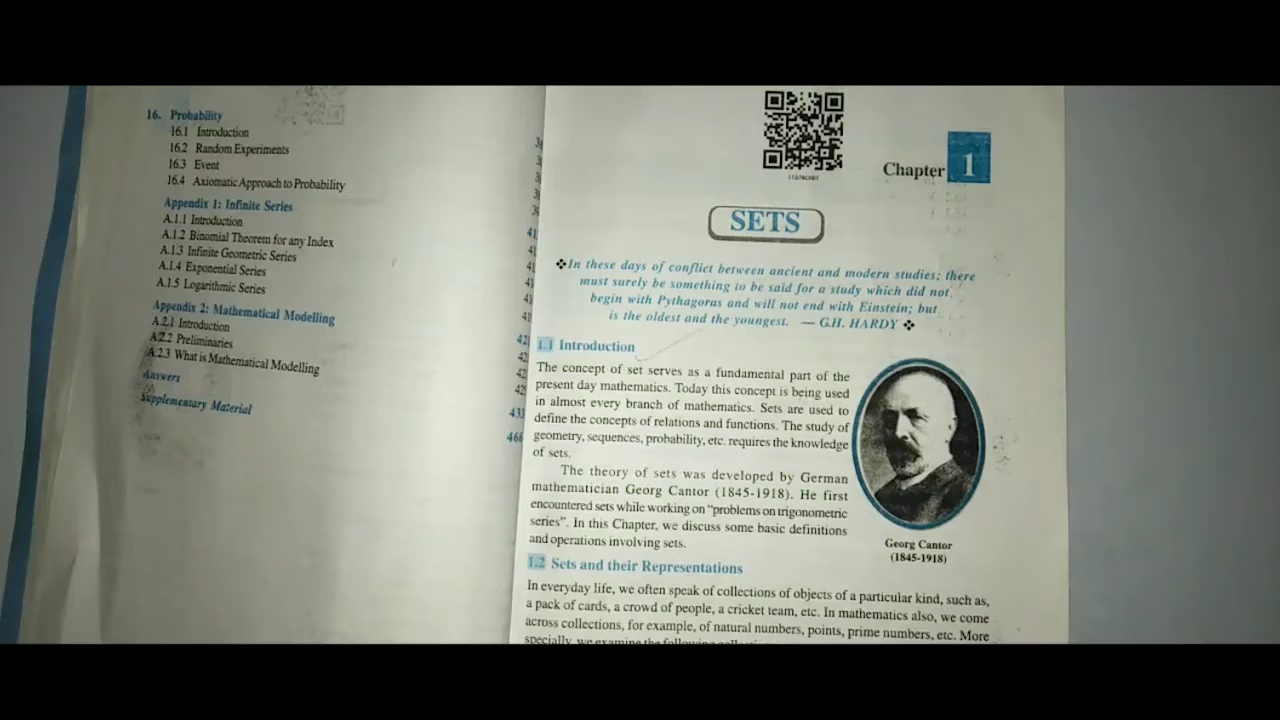 16. Probability
16.1 Introduction
16.2 Random Experiments
16.3 Event
16.4 Axiomatic Approach to Probability
Appendix 1: Infinite Series
A.1.1 Introduction
A.1.2 Binomial Theorem for any Index
A.1.3 Infinite Geometric Series
A.1.4 Exponential Series
A.1.5 Logarithmic Series
Appendix 2: Mathematical Modelling
A.2.1 Introduction
A.2.2 Preliminaries
A.2.3 What is Mathematical Modelling
Answers
Supplementary Material
433
466
Chapter 1
SETS
❖In these days of conflict between ancient and modern studies; there
must surely be something to be said for a study which did not
begin with Pythagoras and will not end with Einstein; but
is the oldest and the youngest. — G.H. HARDY ❖
1.1 Introduction
The concept of set serves as a fundamental part of the
present day mathematics. Today this concept is being used
in almost every branch of mathematics. Sets are used to
define the concepts of relations and functions. The study of
geometry, sequences, probability, etc. requires the knowledge
of sets.
The theory of sets was developed by German
mathematician Georg Cantor (1845-1918). He first
encountered sets while working on “problems on trigonometric
series”. In this Chapter, we discuss some basic definitions
and operations involving sets.
Georg Cantor
(1845-1918)
1.2 Sets and their Representations
In everyday life, we often speak of collections of objects of a particular kind, such as,
a pack of cards, a crowd of people, a cricket team, etc. In mathematics also, we come
across collections, for example, of natural numbers, points, prime numbers, etc. More
specially, we examine the following